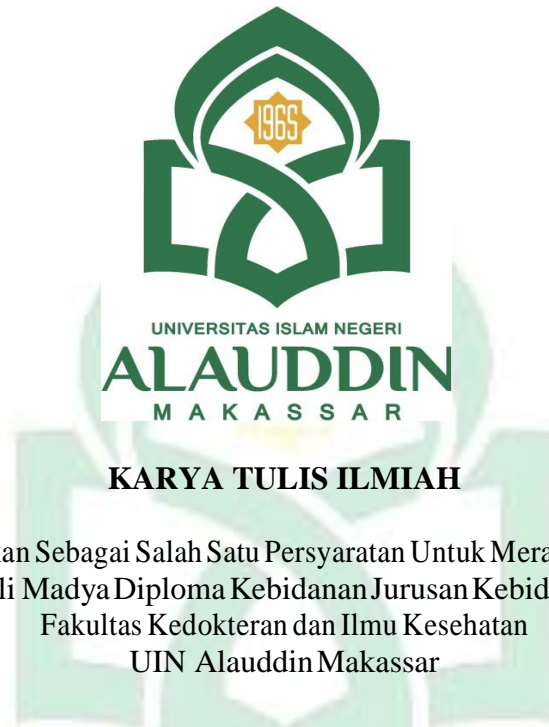 1965
UNIVERSITAS ISLAM NEGERI
ALAUDDIN
MAKASSAR
KARYA TULIS ILMIAH
Sebagai Salah Satu Persyaratan Untuk
Madya Diploma Kebidanan Jurusan
Fakultas Kedokteran dan Ilmu Kesehatan
UIN Alauddin Makassar